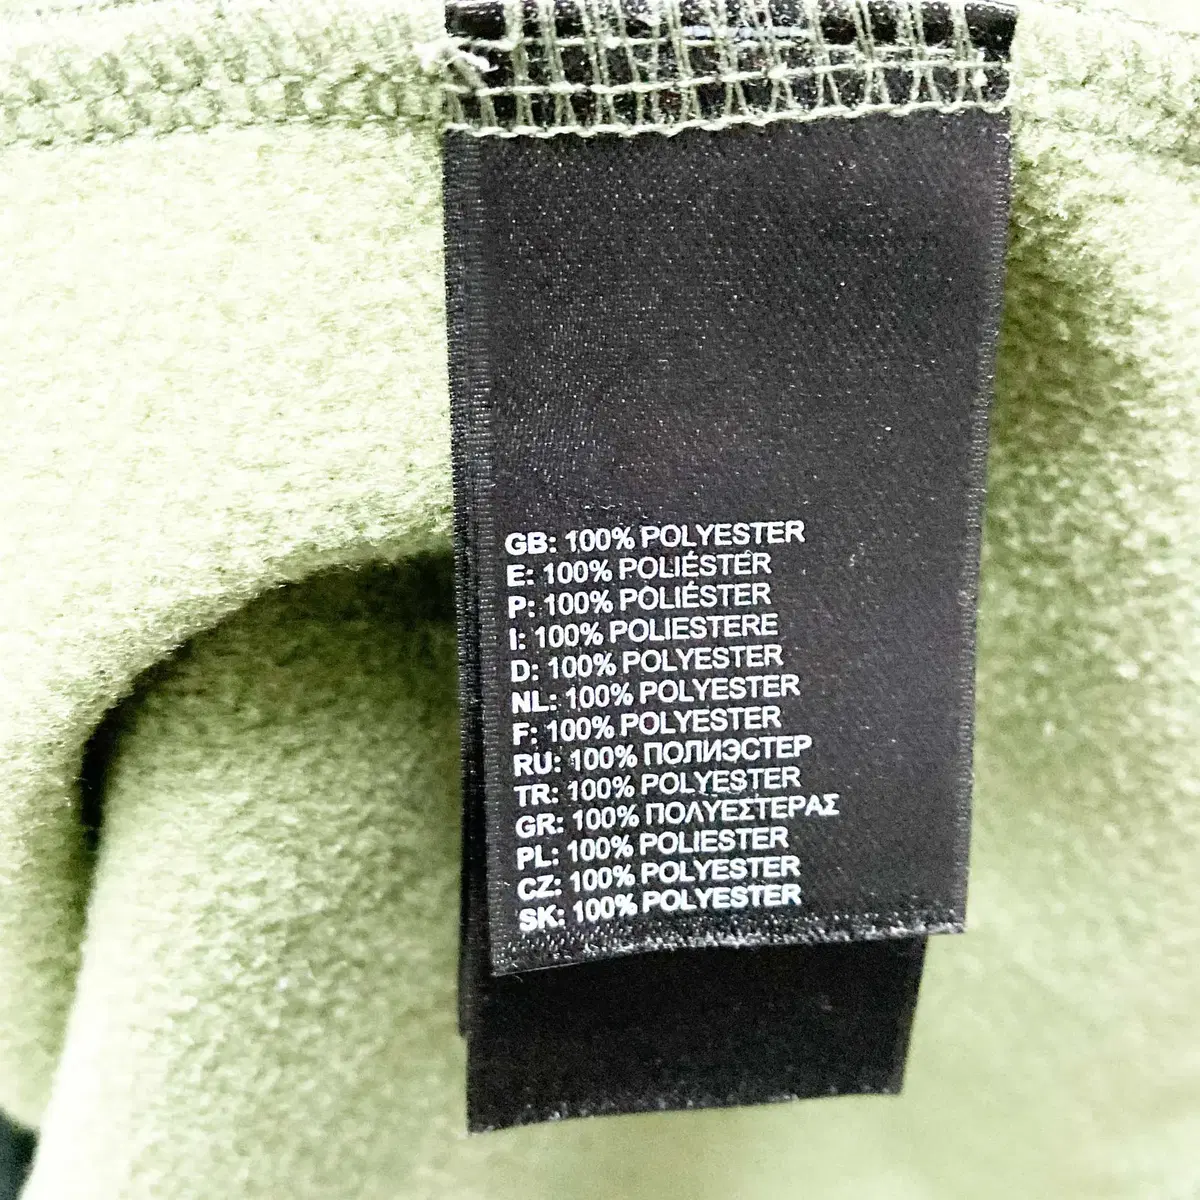 GB: 100% POLYESTER
E: 100% POLIÉSTER
P: 100% POLIÉSTER
I: 100% POLIESTERE
D: 100% POLYESTER
NL: 100% POLYESTER
F: 100% POLYESTER
RU: 100% ПОЛИЭСТЕР
TR: 100% POLYESTER
GR: 100% ΠΟΛΥΕΣΤΕΡΑΣ
PL: 100% POLIESTER
CZ: 100% POLYESTER
SK: 100% POLYESTER